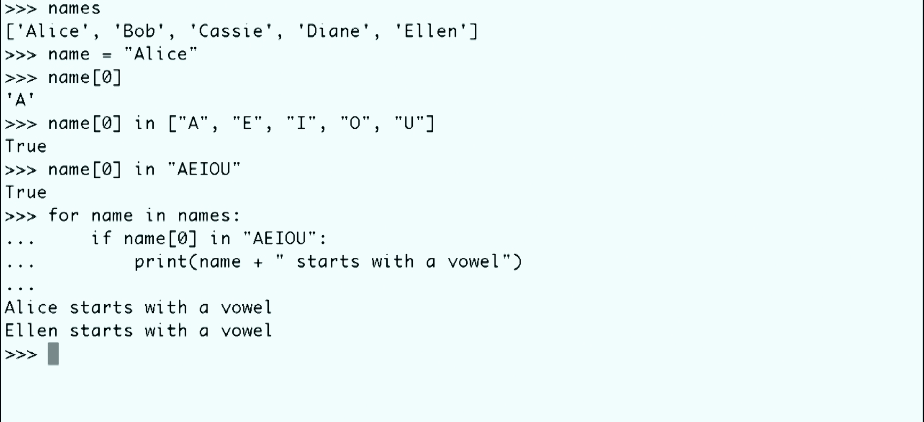 >>> names
['Alice', 'Bob', 'Cassie', 'Diane', 'Ellen']
>>> name = "Alice"
>>> name[0]
'A'
>>> name[0] in ["A", "E", "I", "O", "U"]
True
>>> name[0] in "AEIOU"
True
>>> for name in names:
...     if name[0] in "AEIOU":
...         print(name + " starts with a vowel")
...
Alice starts with a vowel
Ellen starts with a vowel
>>>